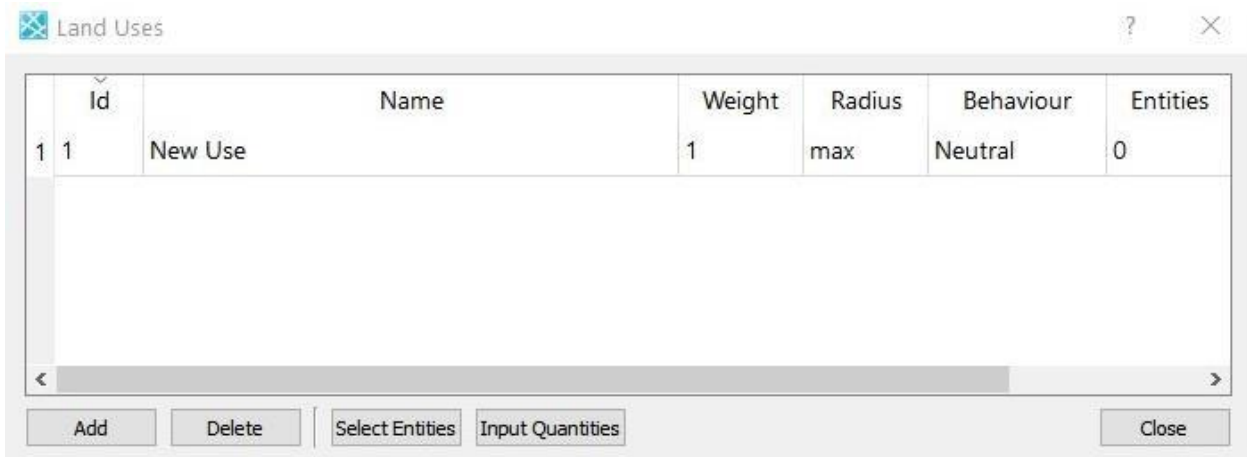 Land Uses ?
Id Name Weight Radius Behaviour Entities
1 1 New Use 1 max Neutral 0
Add Delete Select Entities Input Quantities Close